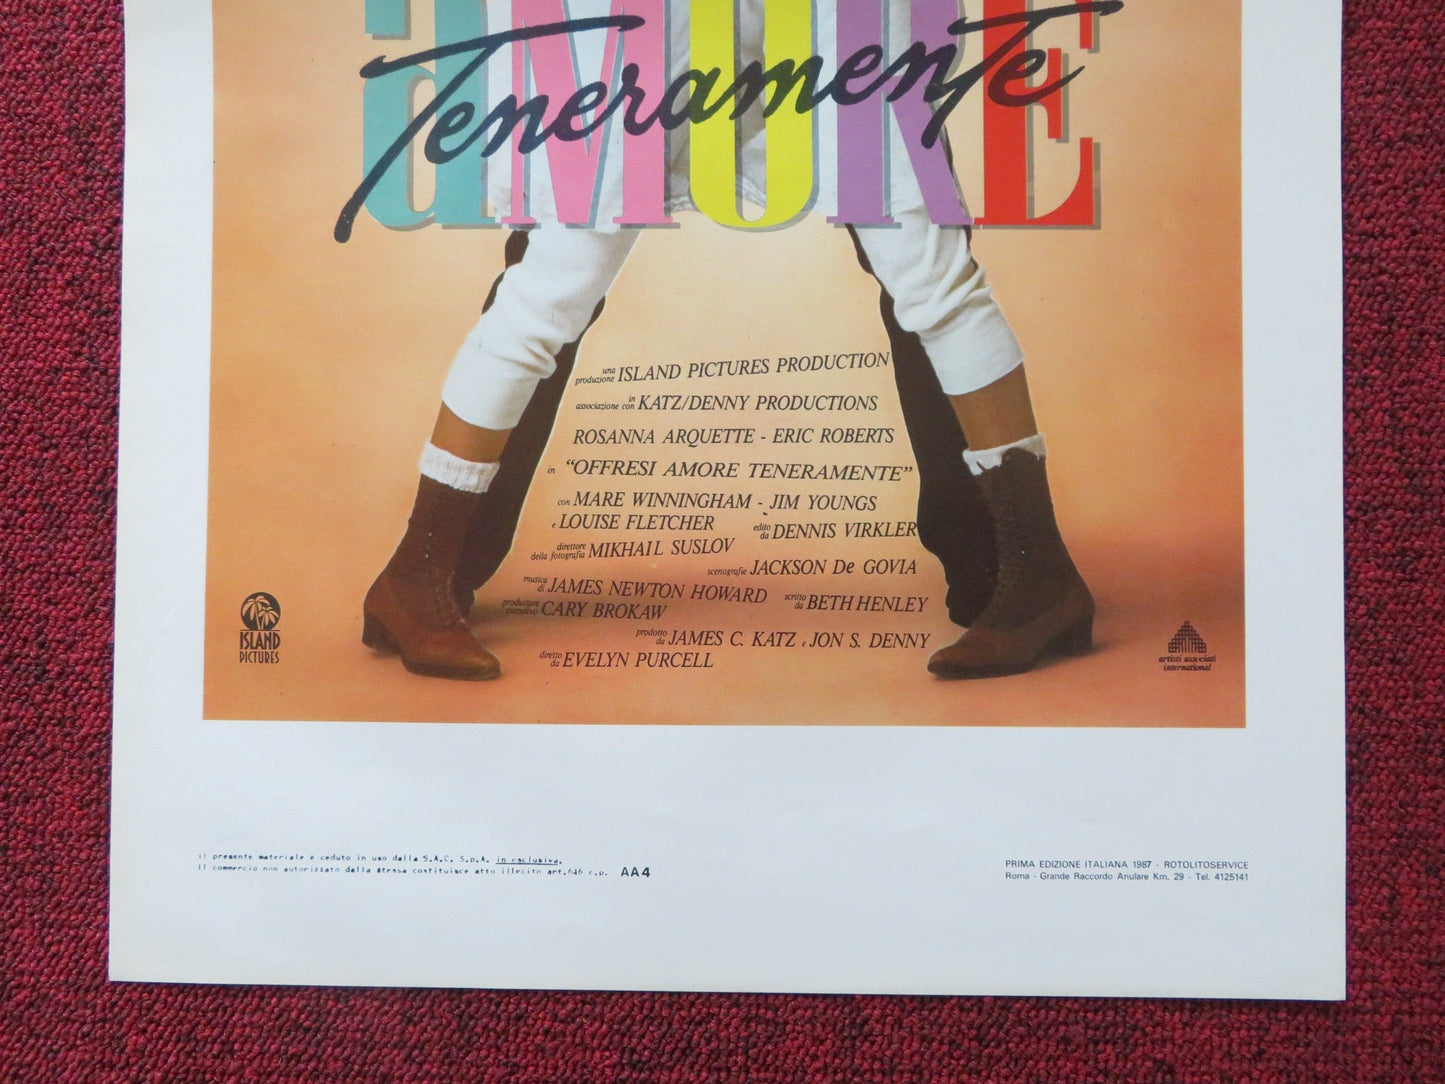 aMORE
Teneramente
una produzione ISLAND PICTURES PRODUCTION
in associazione con KATZ/DENNY PRODUCTIONS
ROSANNA ARQUETTE - ERIC ROBERTS
in "OFFRESI AMORE TENERAMENTE"
con MARE WINNINGHAM - JIM YOUNGS
e LOUISE FLETCHER edito da DENNIS VIRKLER
direttore della fotografia MIKHAIL SUSLOV
scenografie JACKSON De GOVIA
musica di JAMES NEWTON HOWARD scritto da BETH HENLEY
produttore esecutivo CARY BROKAW
prodotto da JAMES C. KATZ e JON S. DENNY
diretto da EVELYN PURCELL
ISLAND
PICTURES
artisti associati
international
il presente materiale è ceduto in uso dalla S.A.C. S.p.A. in esclusiva.
Il commercio non autorizzato dalla stessa costituisce atto illecito art.646 c.p. AA4
PRIMA EDIZIONE ITALIANA 1987 - ROTOLITOSERVICE
Roma - Grande Raccordo Anulare Km. 29 - Tel. 4125141